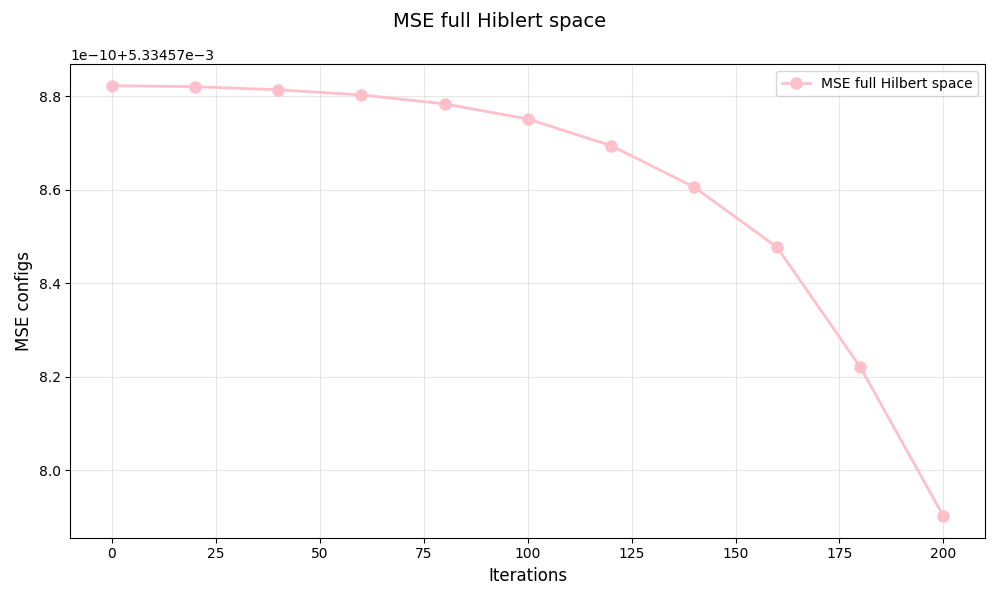 MSE full Hiblert space
1e−10+5.33457e−3
MSE full Hilbert space
8.8
8.6
8.4
8.2
8.0
MSE configs
0 25 50 75 100 125 150 175 200
Iterations